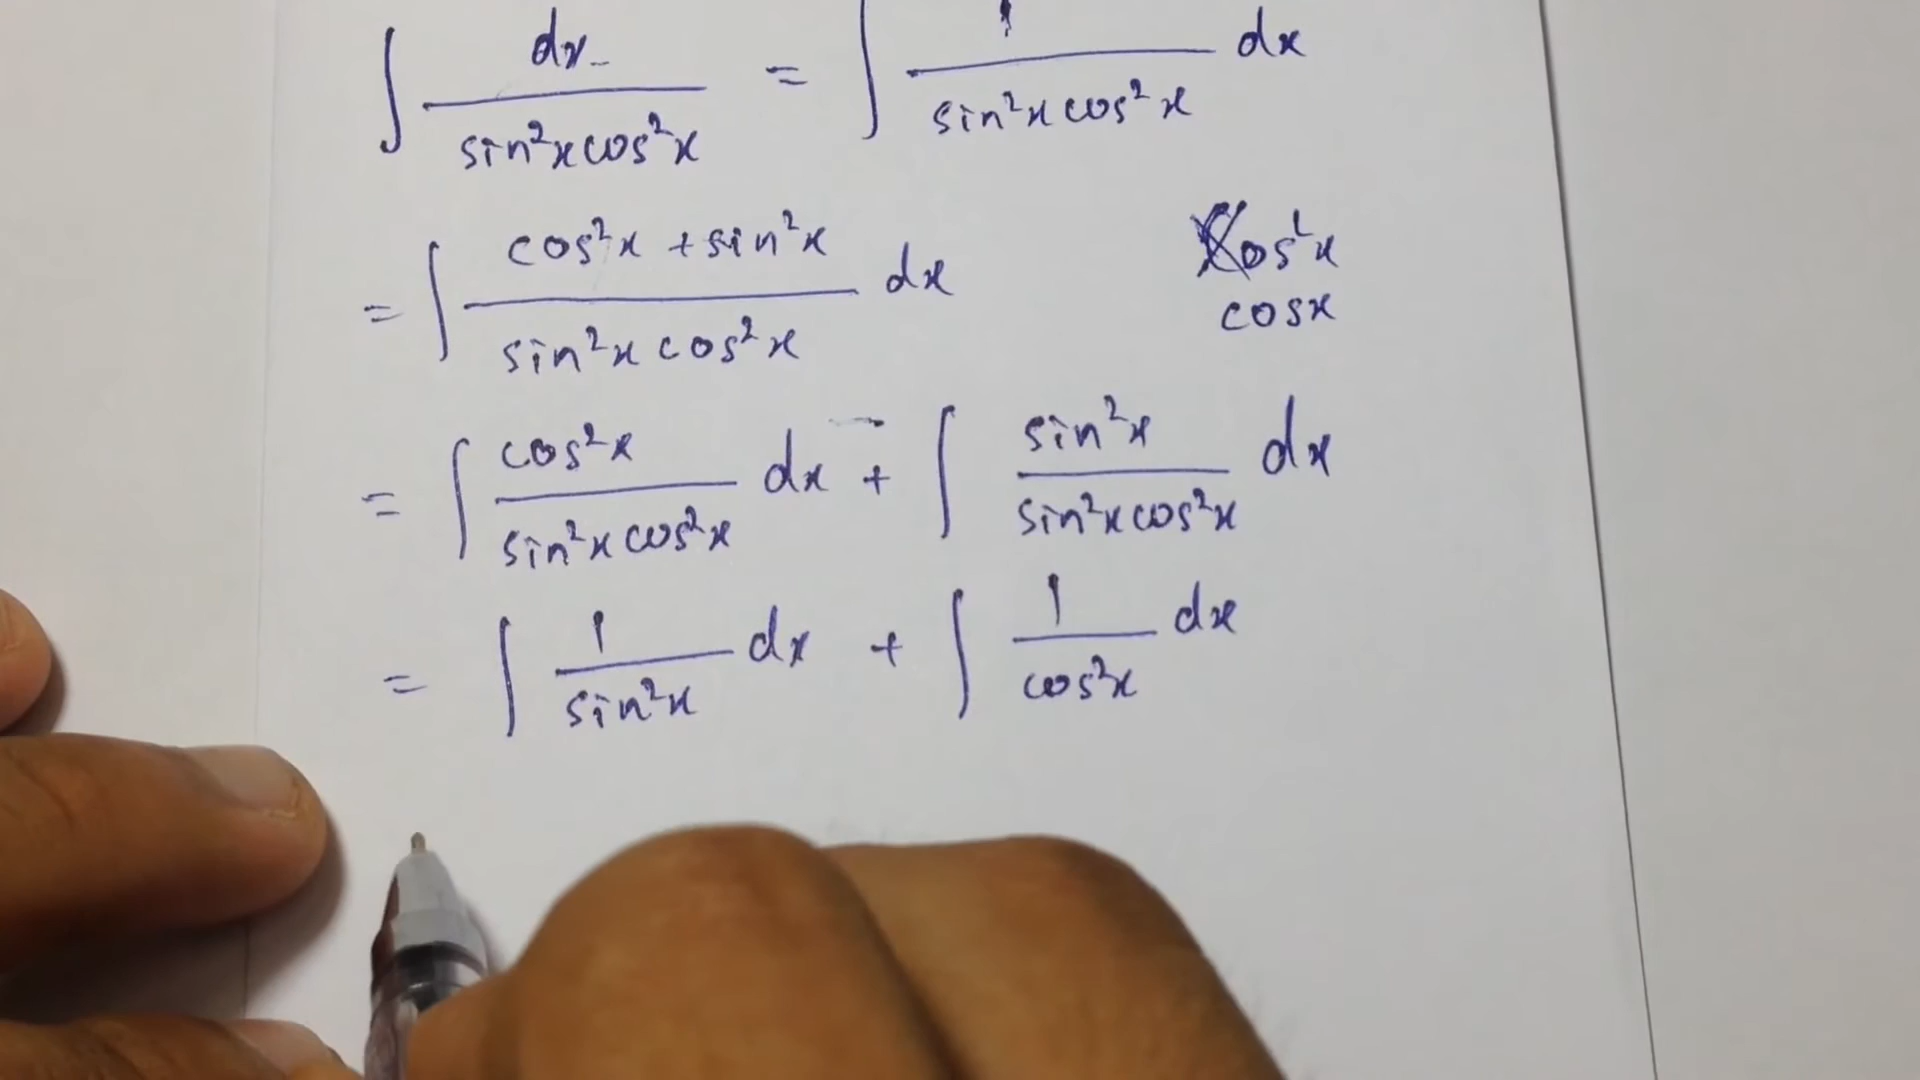 ∫ dx / sin²x cos²x = ∫ 1 / sin²x cos²x dx
= ∫ cos²x + sin²x / sin²x cos²x dx
cos²x
cosx
= ∫ cos²x / sin²x cos²x dx + ∫ sin²x / sin²x cos²x dx
= ∫ 1 / sin²x dx + ∫ 1 / cos²x dx